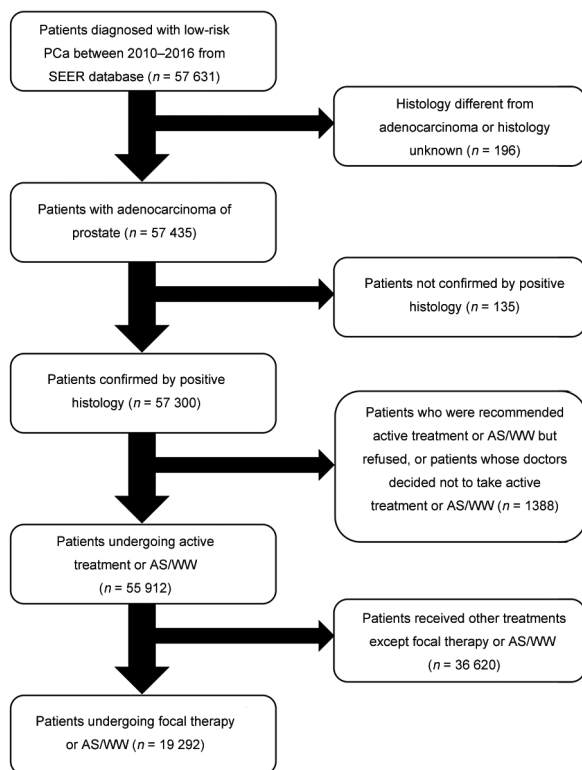 Patients diagnosed with low-risk
PCa between 2010–2016 from
SEER database (n = 57 631)
Histology different from
adenocarcinoma or histology
unknown (n = 196)
Patients with adenocarcinoma of
prostate (n = 57 435)
Patients not confirmed by positive
histology (n = 135)
Patients confirmed by positive
histology (n = 57 300)
Patients who were recommended
active treatment or AS/WW but
refused, or patients whose doctors
decided not to take active
treatment or AS/WW (n = 1388)
Patients undergoing active
treatment or AS/WW
(n = 55 912)
Patients received other treatments
except focal therapy or AS/WW
(n = 36 620)
Patients undergoing focal therapy
or AS/WW (n = 19 292)